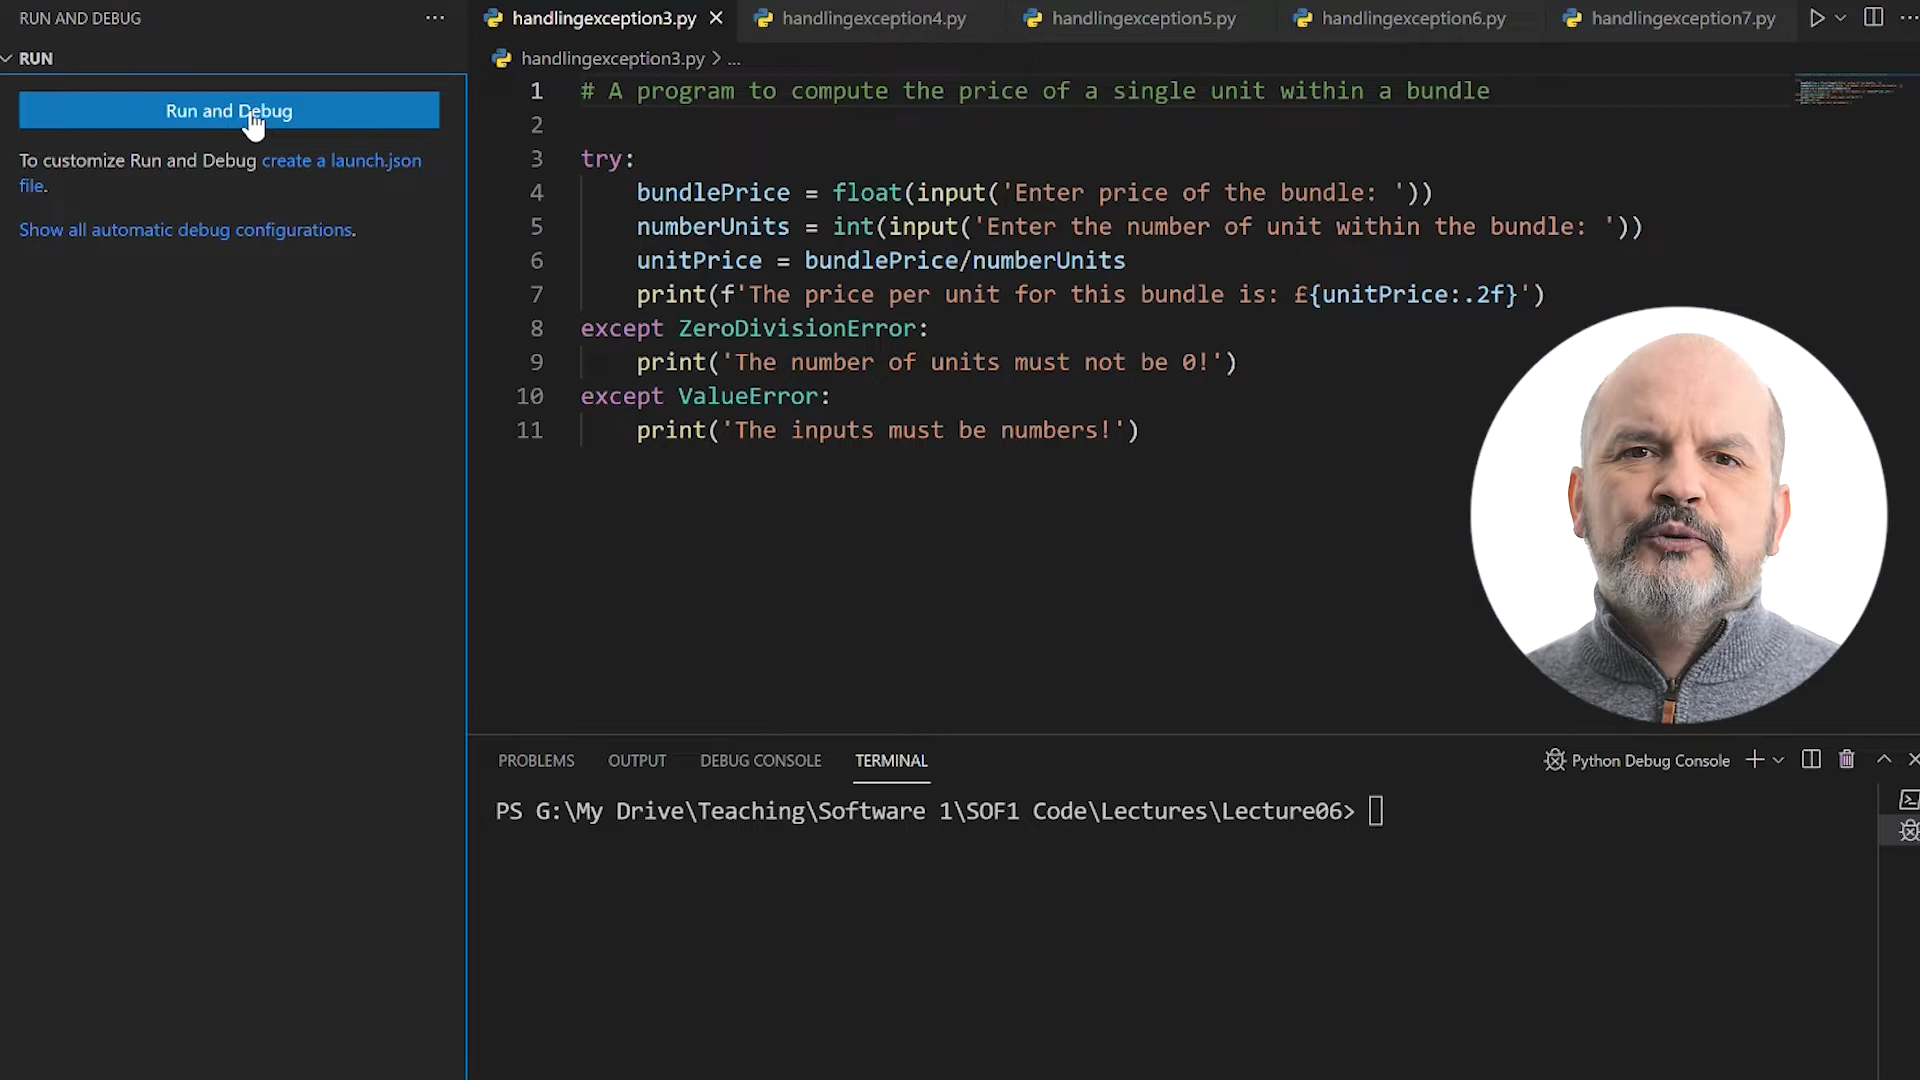 RUN AND DEBUG
RUN
Run and Debug
To customize Run and Debug create a launch.json
file.
Show all automatic debug configurations.
handlingexception3.py
handlingexception4.py
handlingexception5.py
handlingexception6.py
handlingexception7.py
handlingexception3.py > ...
1 # A program to compute the price of a single unit within a bundle
2
3 try:
4 bundlePrice = float(input('Enter price of the bundle: '))
5 numberUnits = int(input('Enter the number of unit within the bundle: '))
6 unitPrice = bundlePrice/numberUnits
7 print(f'The price per unit for this bundle is: £{unitPrice:.2f}')
8 except ZeroDivisionError:
9 print('The number of units must not be 0!')
10 except ValueError:
11 print('The inputs must be numbers!')
PROBLEMS
OUTPUT
DEBUG CONSOLE
TERMINAL
Python Debug Console
PS G:\My Drive\Teaching\Software 1\SOF1 Code\Lectures\Lecture06>